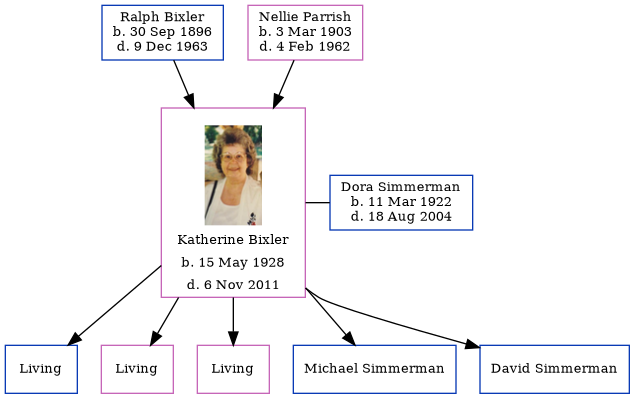 Ralph Bixler
b. 30 Sep 1896
d. 9 Dec 1963
Nellie Parrish
b. 3 Mar 1903
d. 4 Feb 1962
Katherine Bixler
b. 15 May 1928
d. 6 Nov 2011
Dora Simmerman
b. 11 Mar 1922
d. 18 Aug 2004
Living
Living
Living
Michael Simmerman
David Simmerman